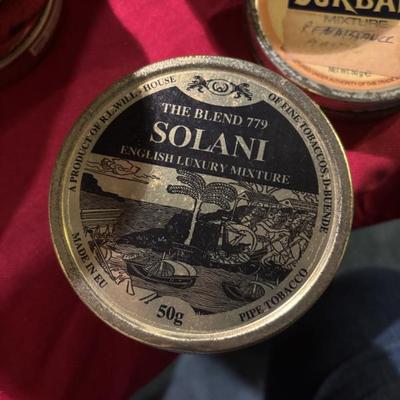 A PRODUCT OF R.L.WILL, HOUSE OF FINE TOBACCOS, D-BUENDE
THE BLEND 779
SOLANI
ENGLISH LUXURY MIXTURE
MADE IN EU
50g
PIPE TOBACCO
MIXTURE